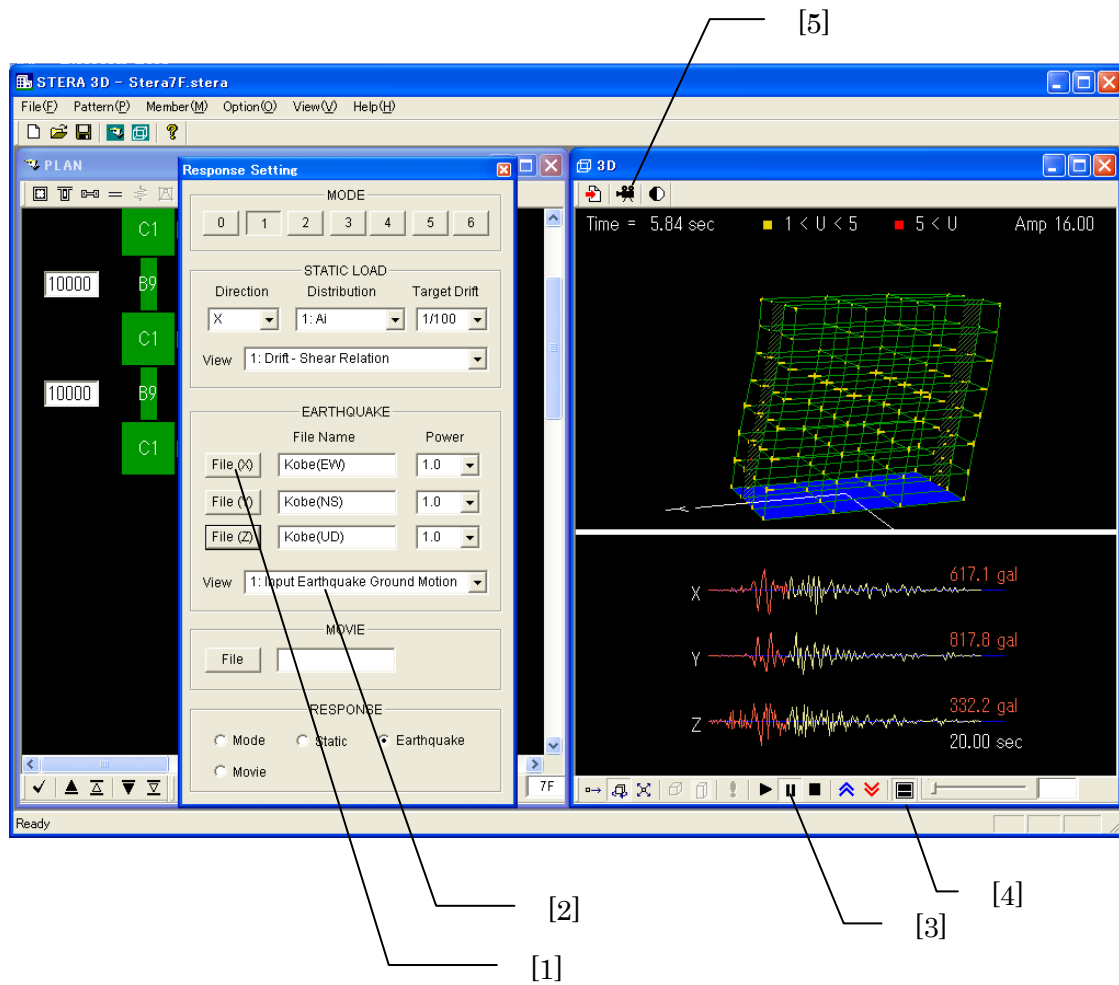 [5]
STERA 3D - Stera7F.stera
File(F) Pattern(P) Member(M) Option(O) View(V) Help(H)
PLAN
C1
10000 B9
C1
10000 B9
C1
7F
Response Setting
MODE
0 1 2 3 4 5 6
STATIC LOAD
Direction Distribution Target Drift
X 1: Ai 1/100
View 1: Drift - Shear Relation
EARTHQUAKE
File Name Power
File (X) Kobe(EW) 1.0
File (Y) Kobe(NS) 1.0
File (Z) Kobe(UD) 1.0
View 1: Input Earthquake Ground Motion
MOVIE
File
RESPONSE
Mode Static Earthquake
Movie
3D
Time = 5.84 sec 1 < U < 5 5 < U Amp 16.00
617.1 gal
X
817.8 gal
Y
332.2 gal
Z
20.00 sec
Ready
[4]
[2]
[3]
[1]